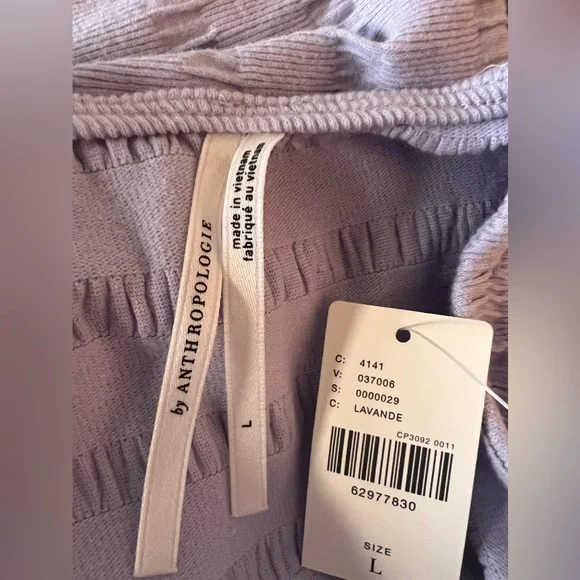 by ANTHROPOLOGIE
made in vietnam
fabriqué au vietnam
L
C: 4141
V: 037006
S: 0000029
C: LAVANDE
CP3092 0011
62977830
SIZE
L